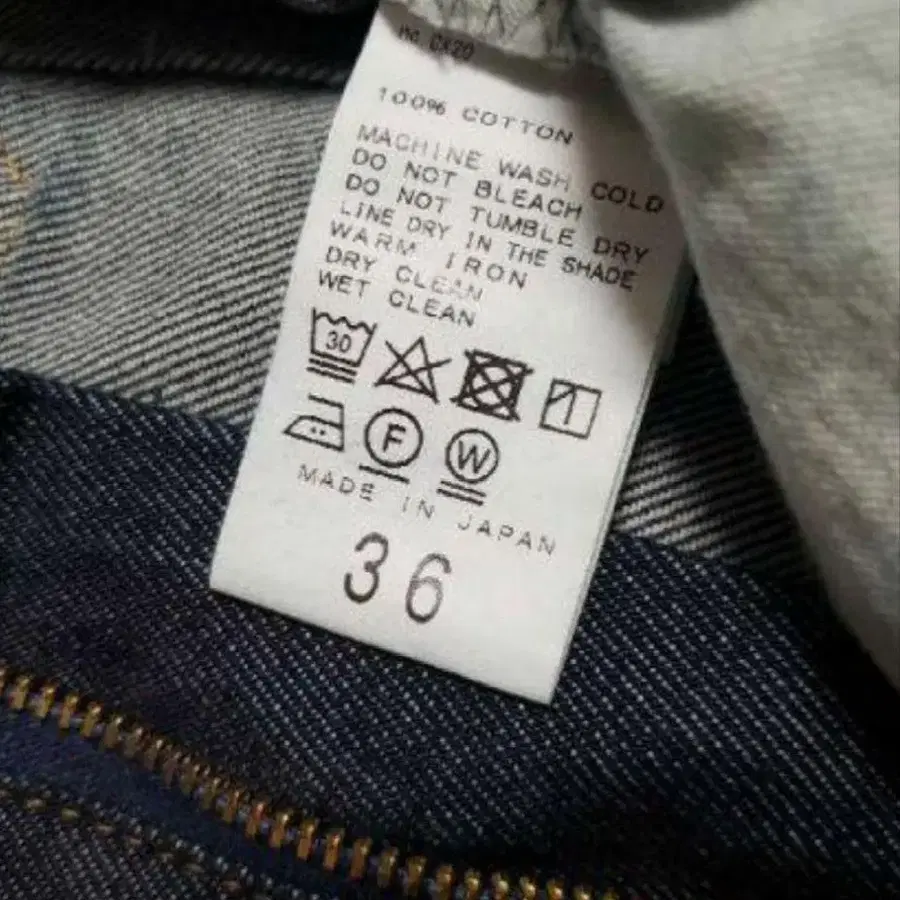 100% COTTON
MACHINE WASH COLD
DO NOT BLEACH
DO NOT TUMBLE DRY
LINE DRY IN THE SHADE
WARM IRON
DRY CLEAN
WET CLEAN
30
F W
MADE IN JAPAN
36